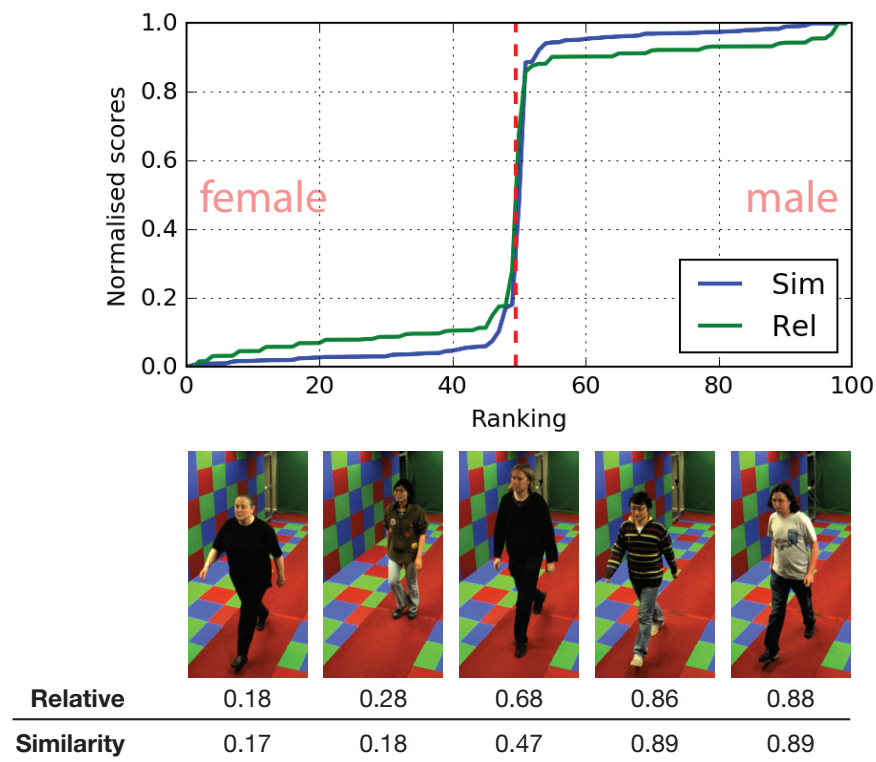 1.0
0.8
0.6
0.4
0.2
0.0
Normalised scores
female
male
Sim
Rel
0 20 40 60 80 100
Ranking
Relative 0.18 0.28 0.68 0.86 0.88
Similarity 0.17 0.18 0.47 0.89 0.89